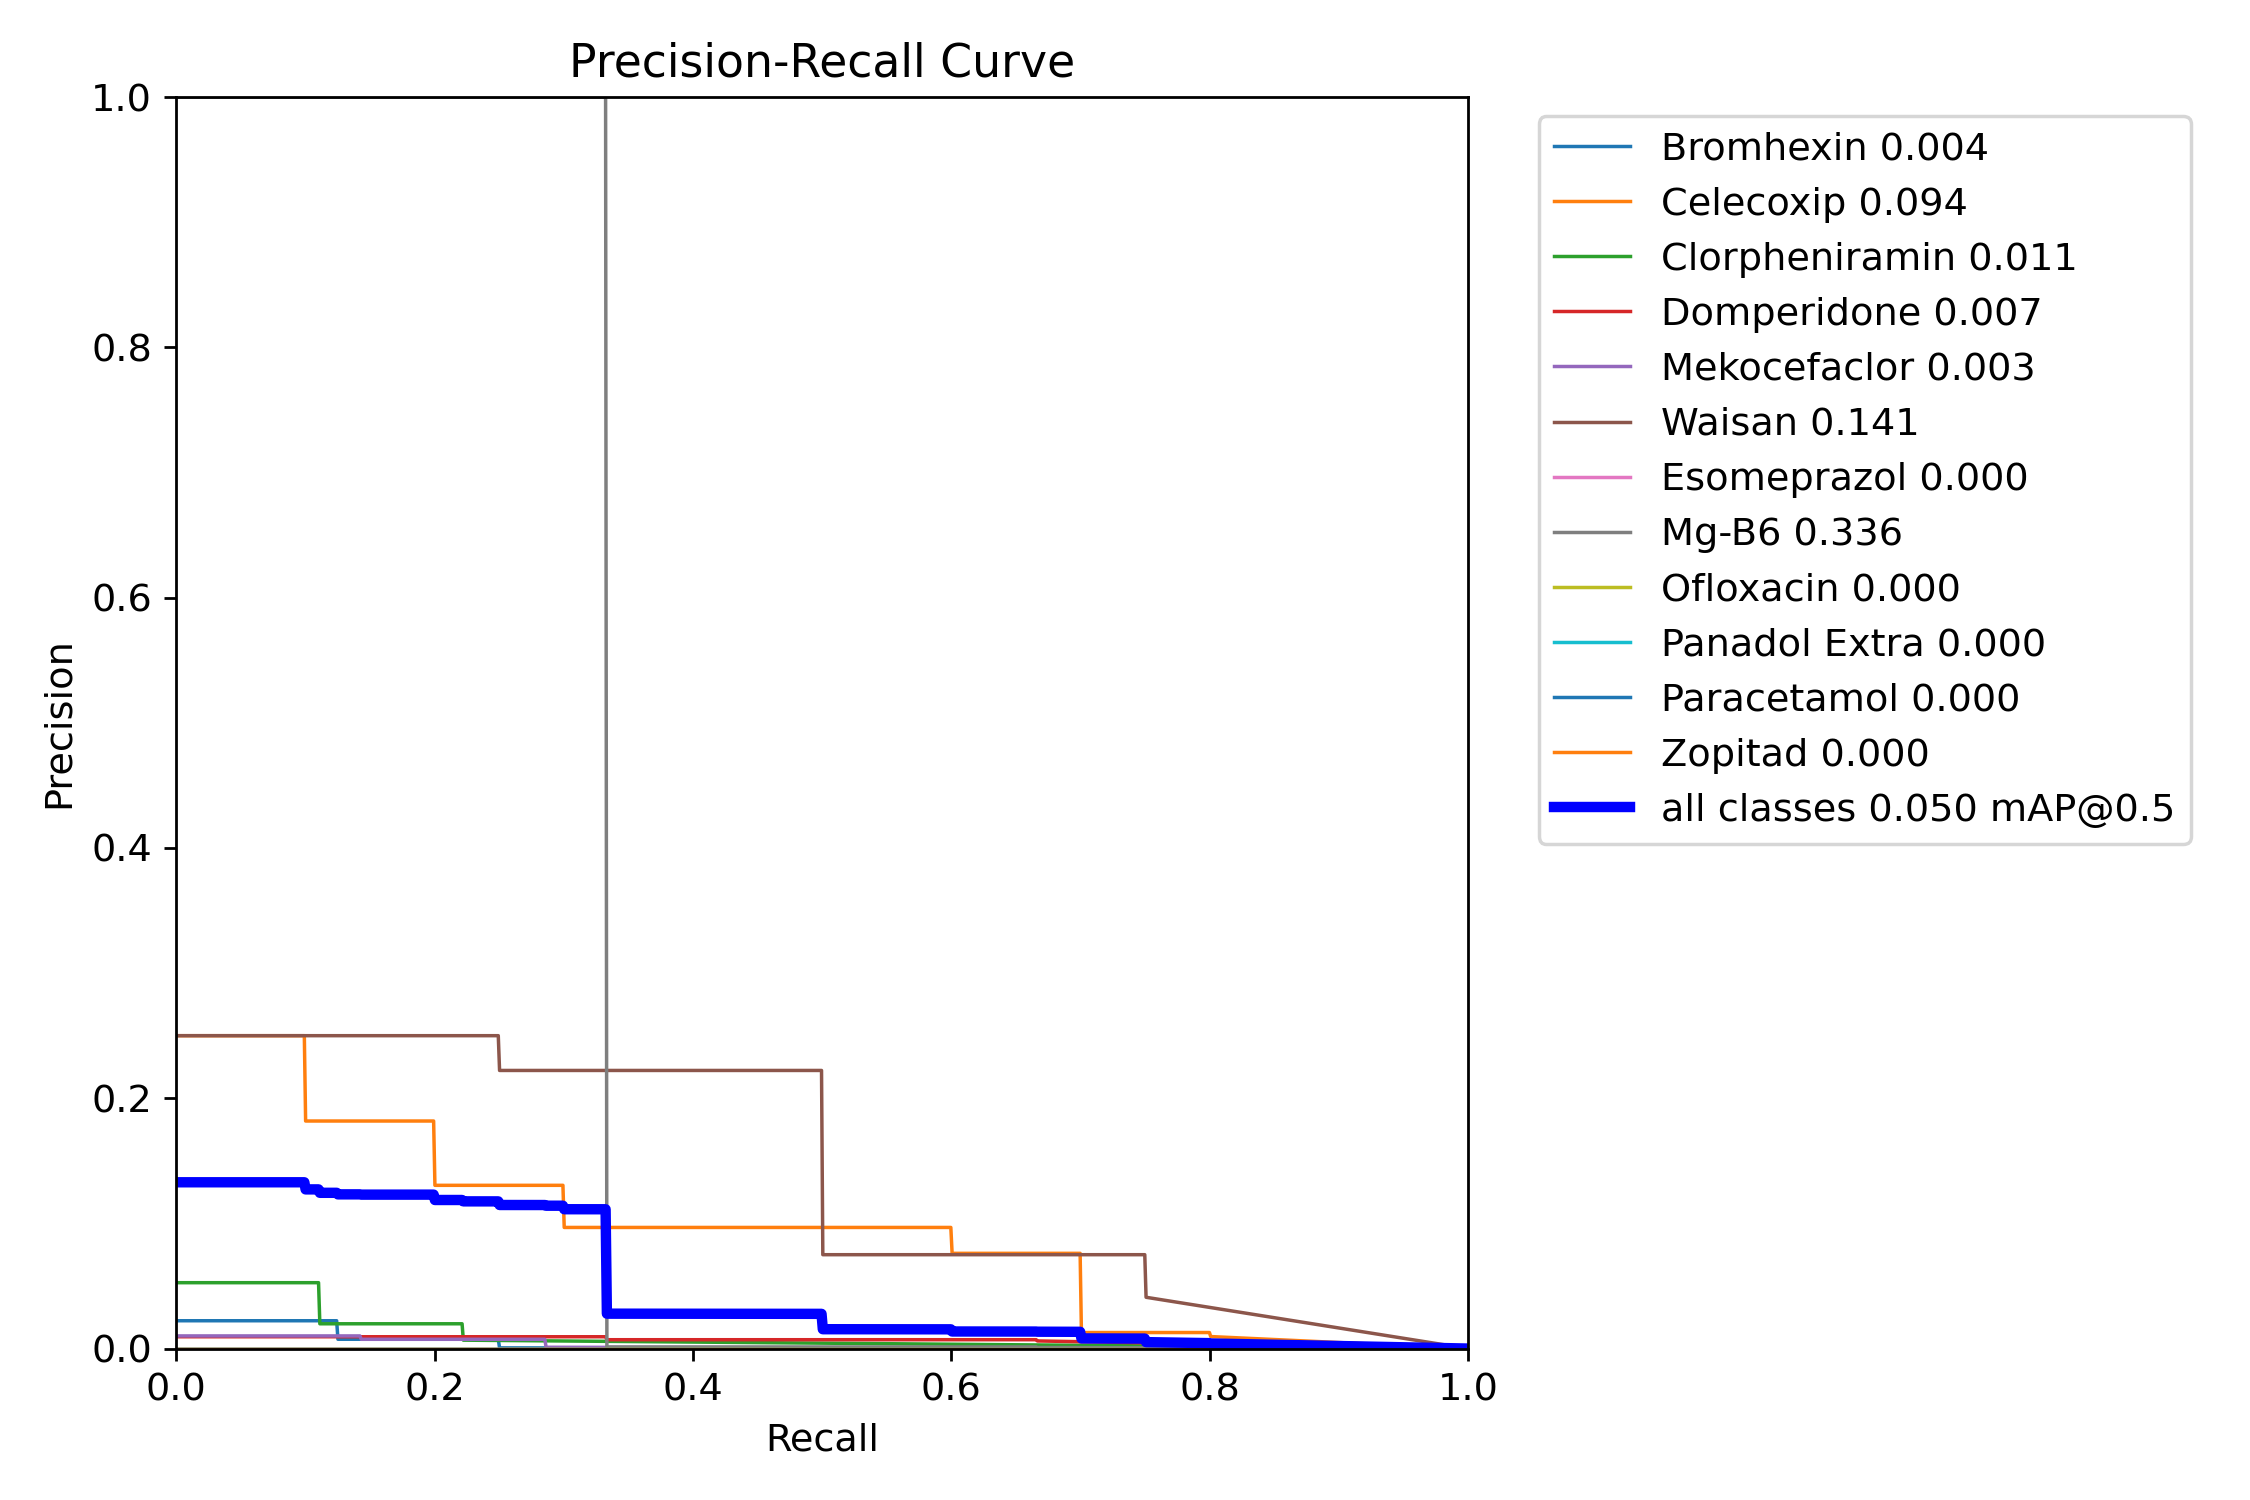 Precision-Recall Curve
1.0
0.8
0.6
0.4
0.2
0.0
Precision
0.0 0.2 0.4 0.6 0.8 1.0
Recall
Bromhexin 0.004
Celecoxip 0.094
Clorpheniramin 0.011
Domperidone 0.007
Mekocefaclor 0.003
Waisan 0.141
Esomeprazol 0.000
Mg-B6 0.336
Ofloxacin 0.000
Panadol Extra 0.000
Paracetamol 0.000
Zopitad 0.000
all classes 0.050 mAP@0.5